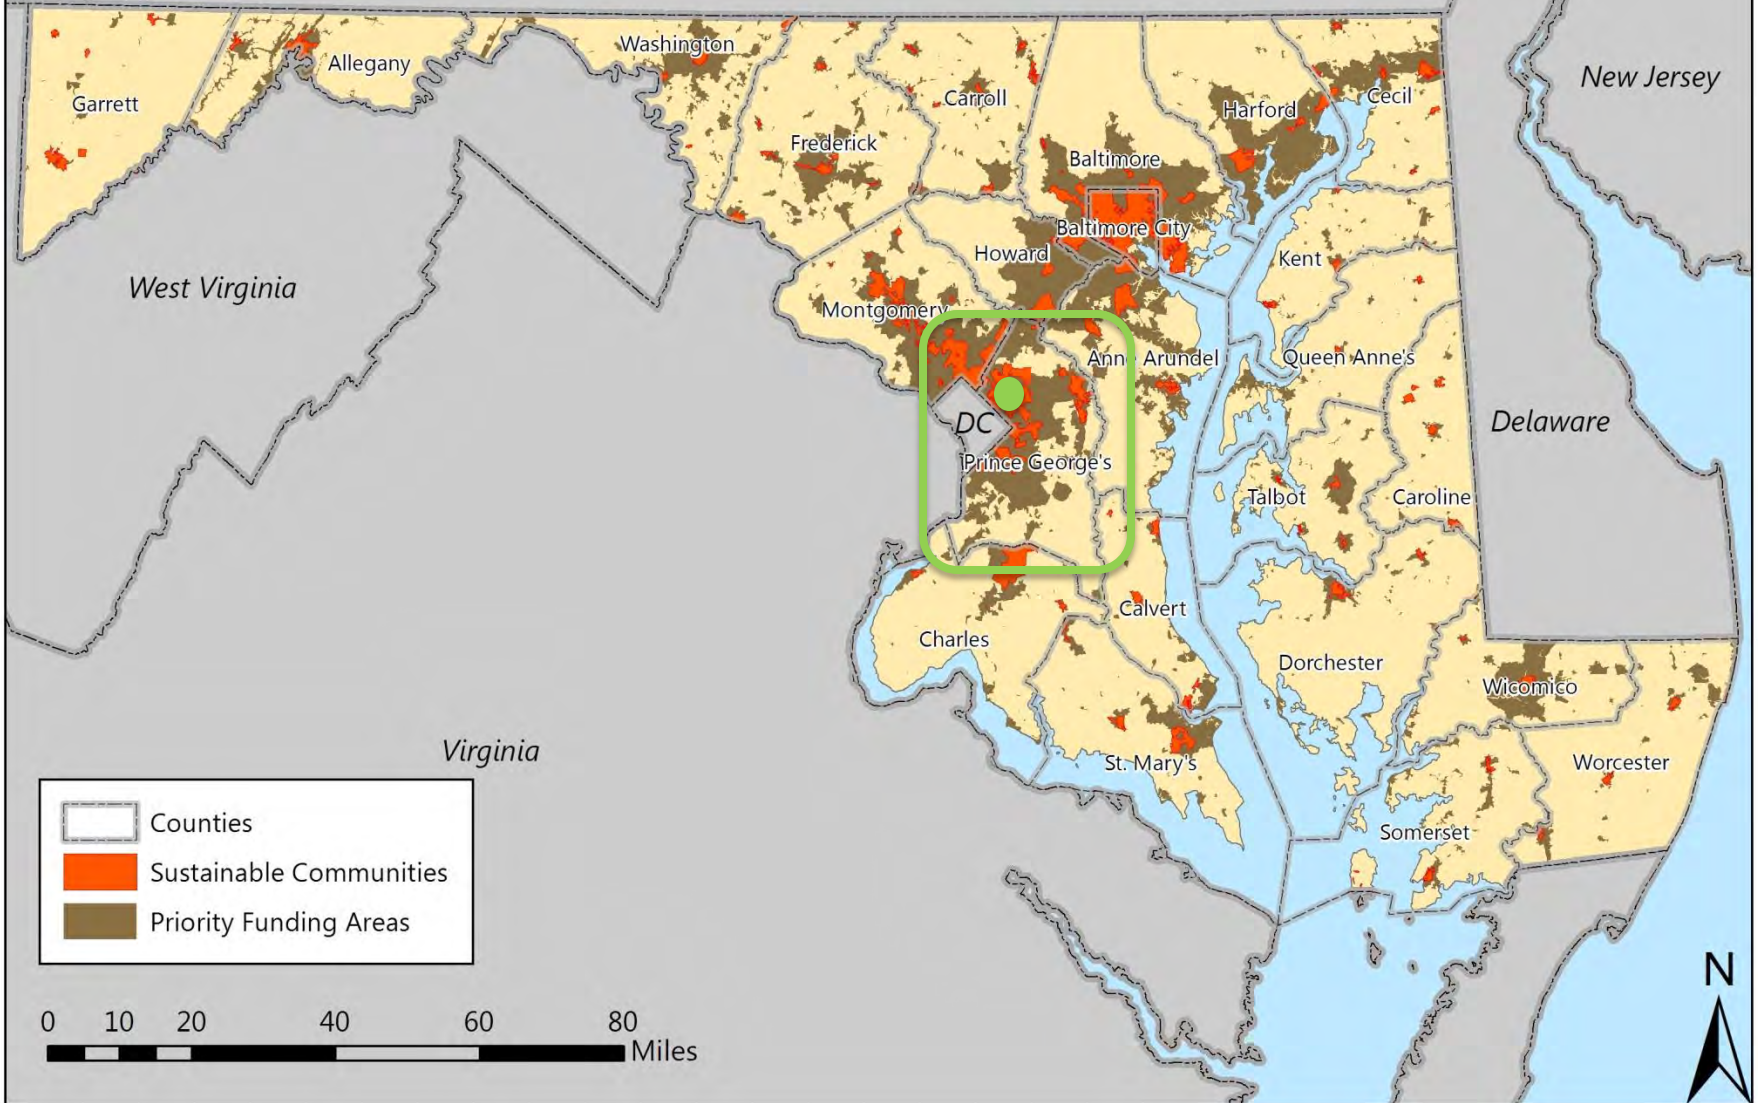 Washington
Allegany
Garrett
Carroll
Harford
Cecil
New Jersey
Frederick
Baltimore
Baltimore City
Howard
Kent
West Virginia
Montgomery
Anne Arundel
Queen Anne's
DC
Delaware
Prince George's
Talbot
Caroline
Calvert
Charles
Dorchester
Wicomico
Virginia
St. Mary's
Worcester
Somerset
Counties
Sustainable Communities
Priority Funding Areas
N
0 10 20 40 60 80
Miles